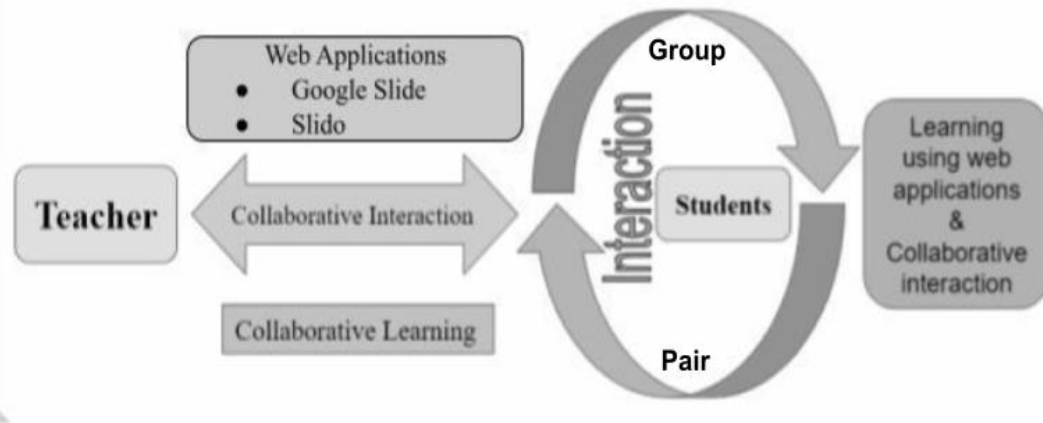 Web Applications
● Google Slide
● Slido
Teacher
Collaborative Interaction
Collaborative Learning
Group
Interaction
Students
Pair
Learning
using web
applications
&
Collaborative
interaction